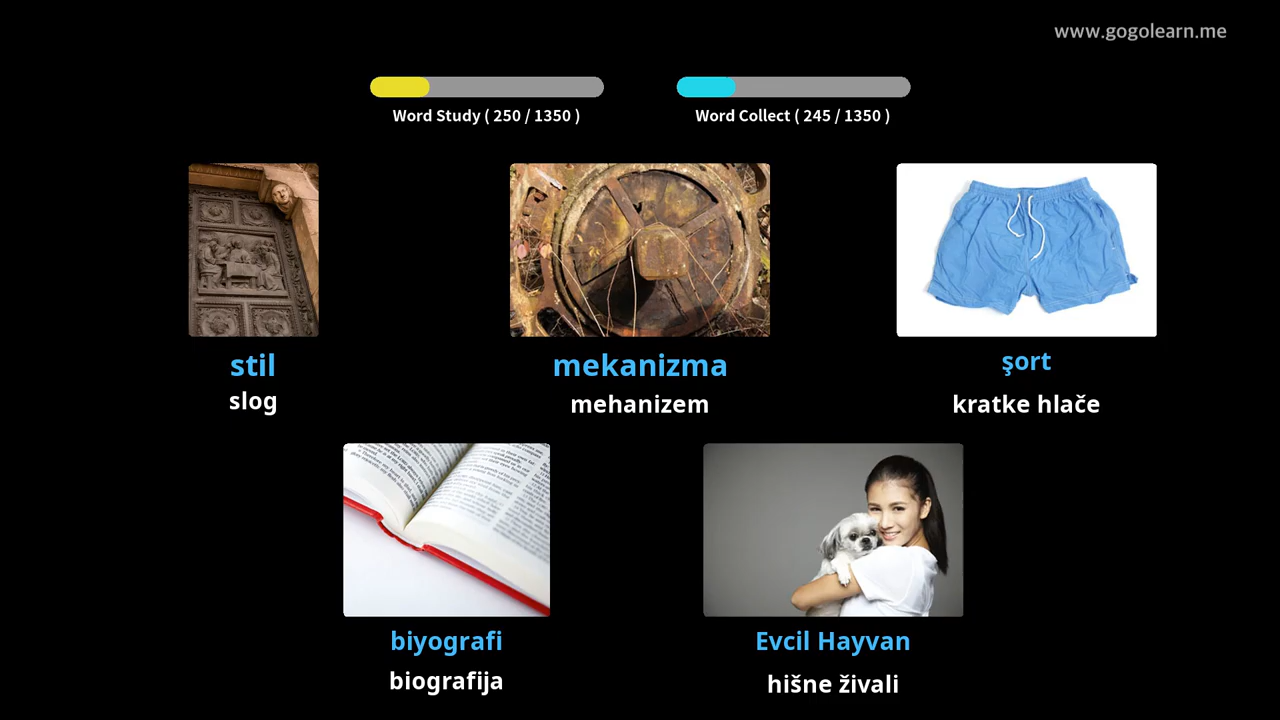 www.gogolearn.me
Word Study ( 250 / 1350 )
Word Collect ( 245 / 1350 )
stil
slog
mekanizma
mehanizem
şort
kratke hlače
biyografi
biografija
Evcil Hayvan
hišne živali